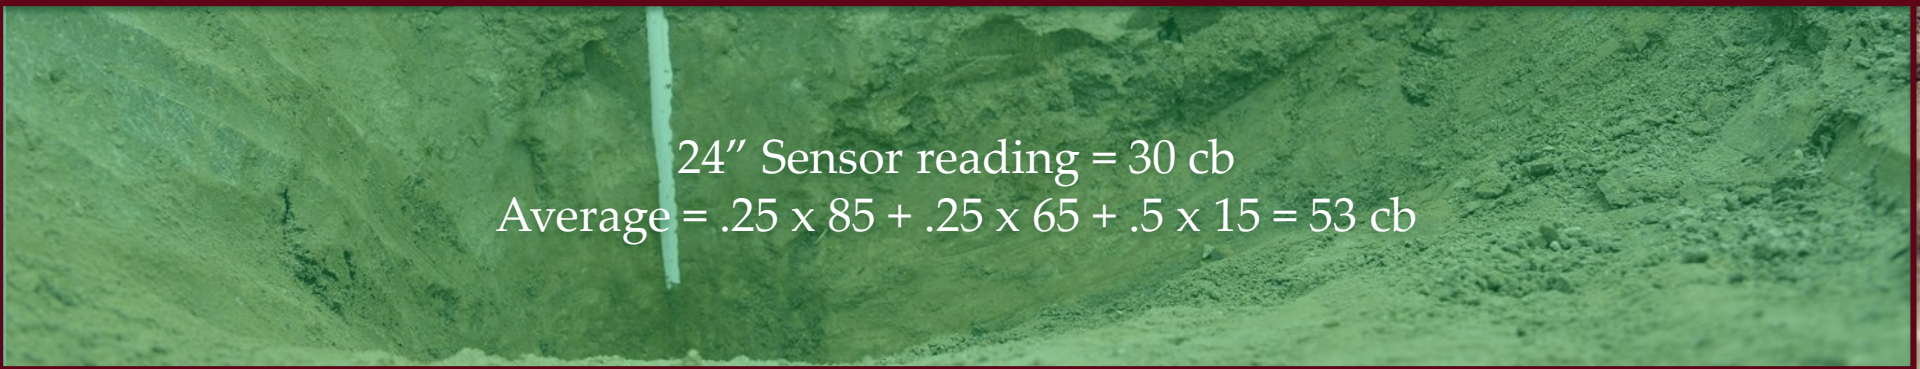 24” Sensor reading = 30 cb
Average = .25 x 85 + .25 x 65 + .5 x 15 = 53 cb